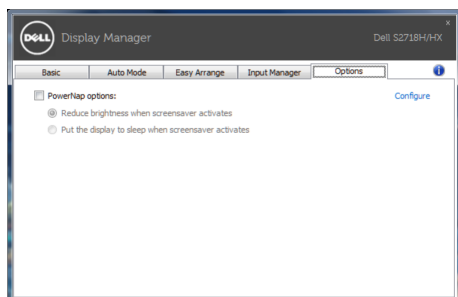 DELL Display Manager
Dell S2718H/HX
Basic Auto Mode Easy Arrange Input Manager Options
PowerNap options: Configure
Reduce brightness when screensaver activates
Put the display to sleep when screensaver activates